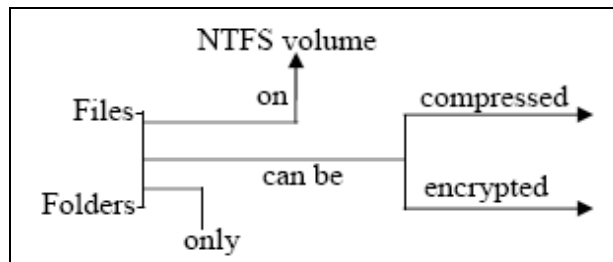 NTFS volume
on
Files
compressed
can be
Folders
encrypted
only